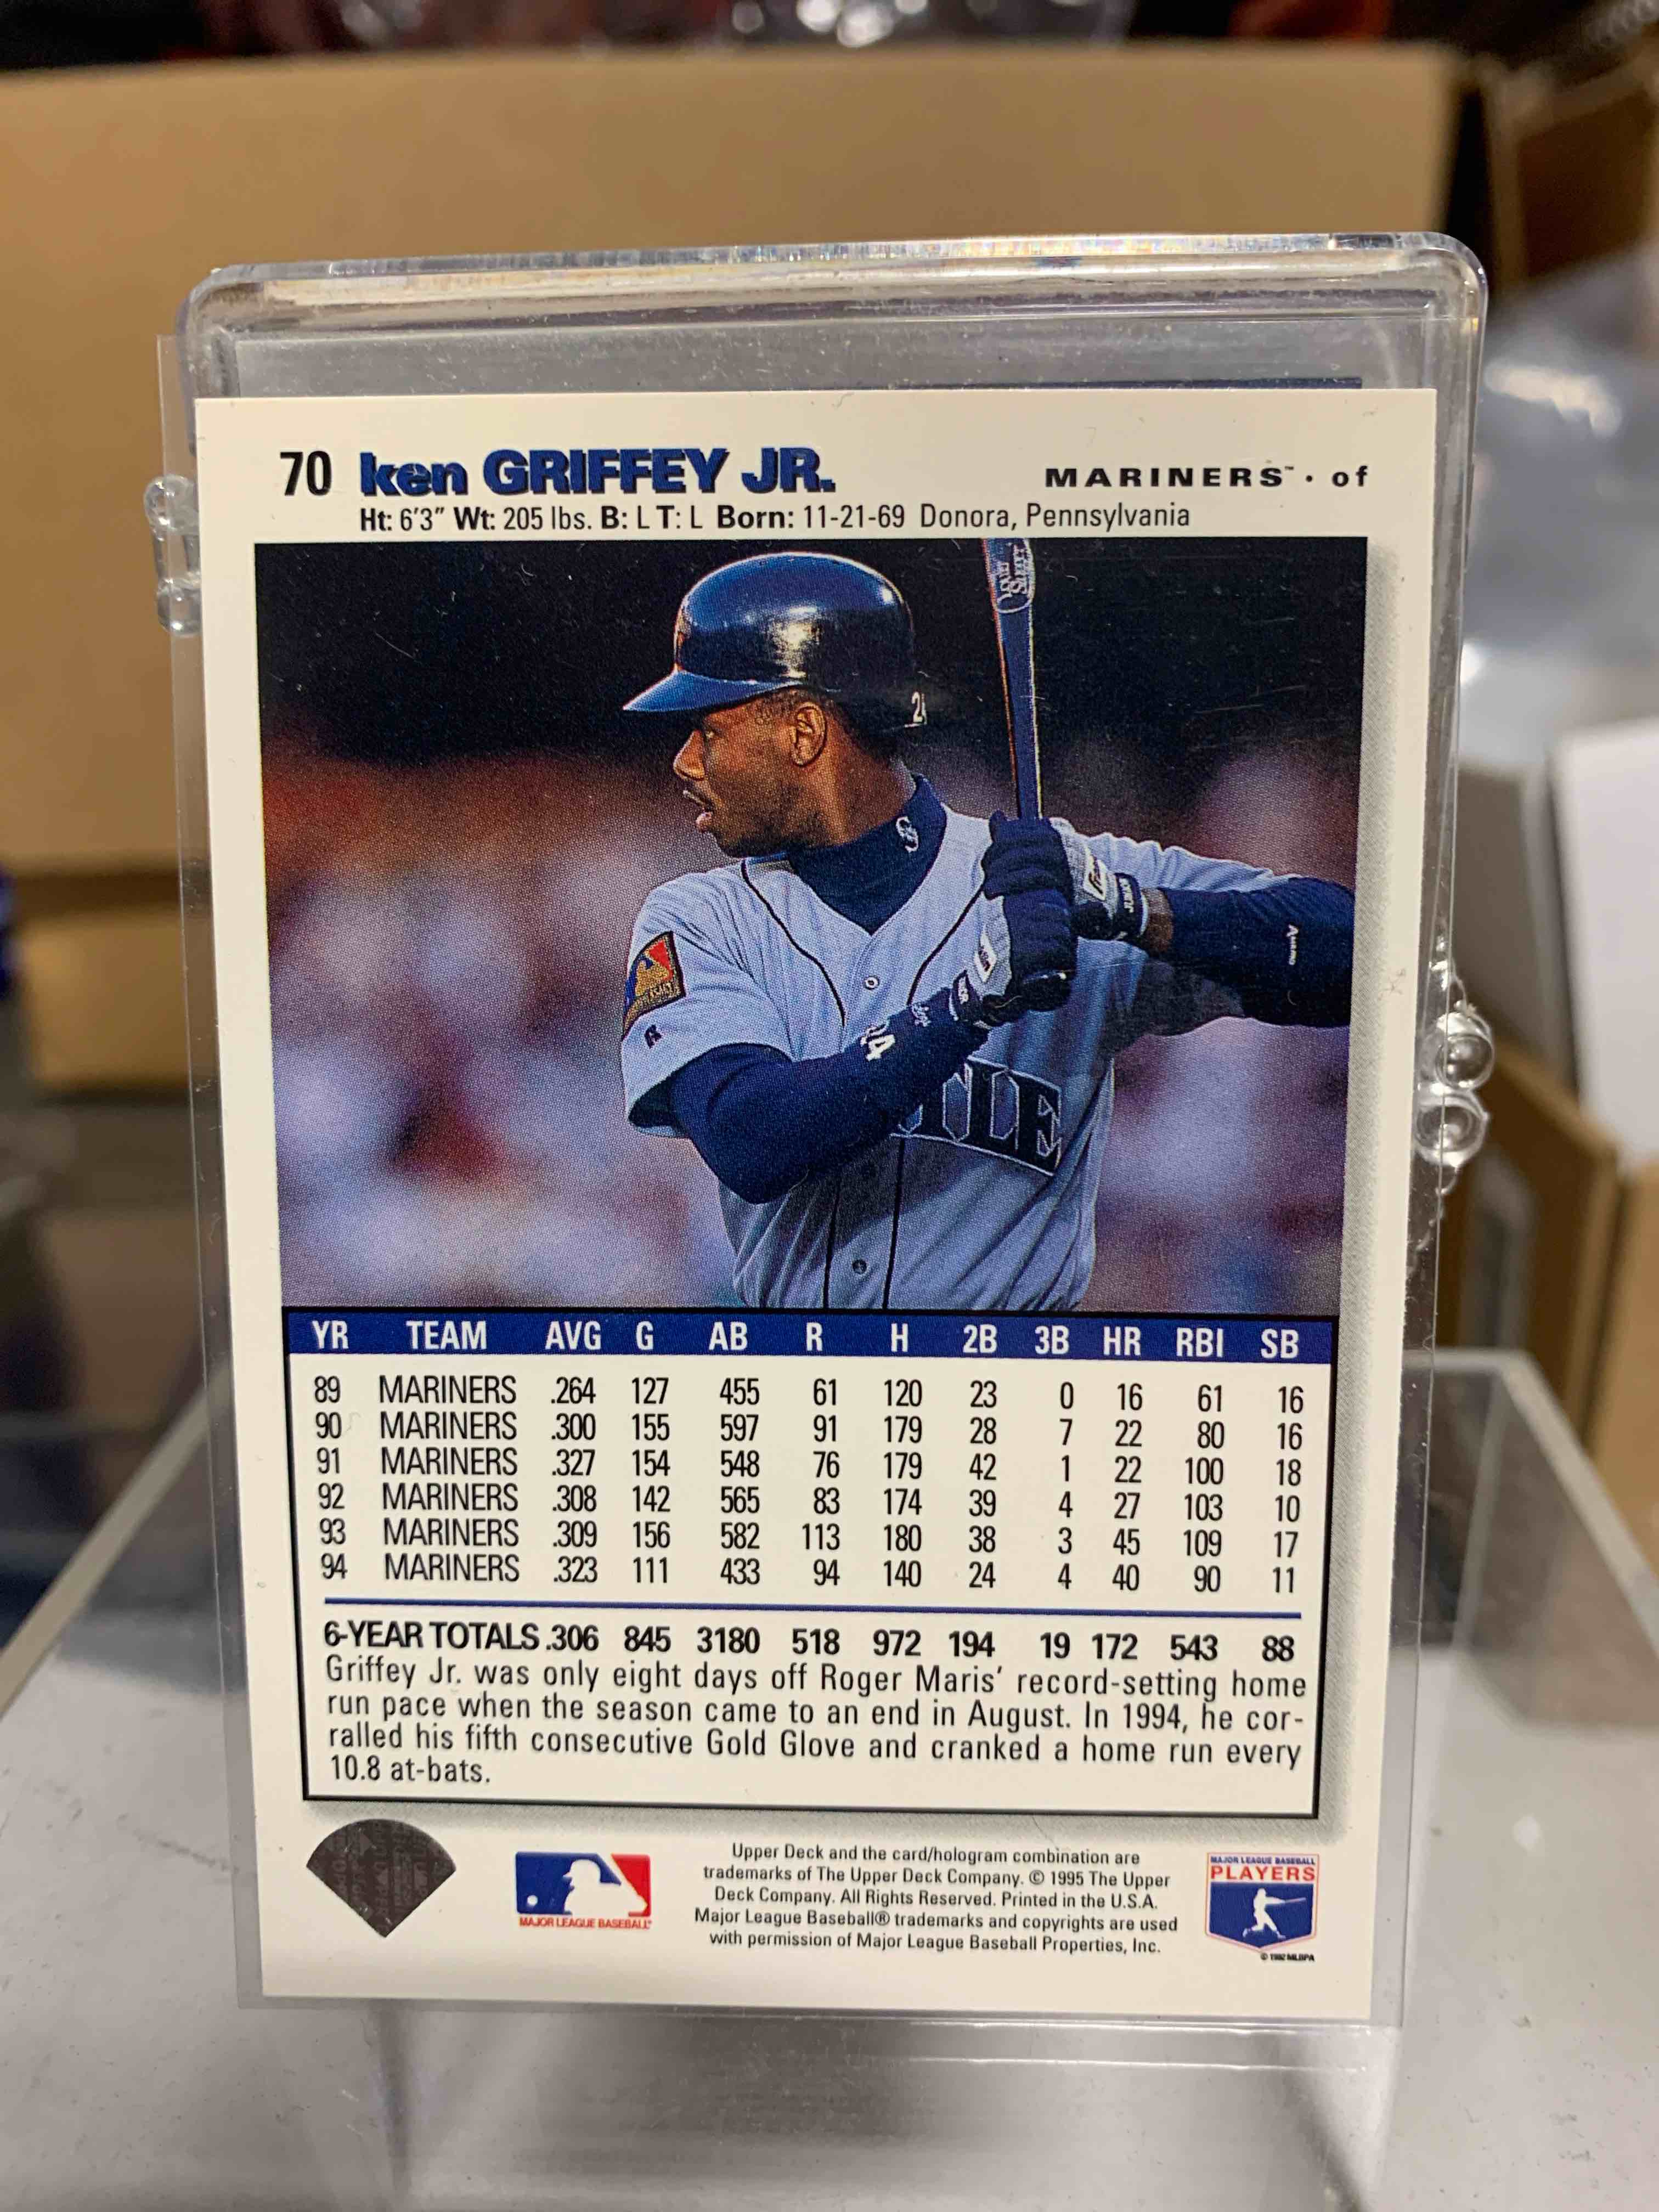 70 ken GRIFFEY JR. MARINERS™ · of
Ht: 6'3" Wt: 205 lbs. B: L T: L Born: 11-21-69 Donora, Pennsylvania
24
S
JUNIOR
24
TLE
YR TEAM AVG G AB R H 2B 3B HR RBI SB
89 MARINERS .264 127 455 61 120 23 0 16 61 16
90 MARINERS .300 155 597 91 179 28 7 22 80 16
91 MARINERS .327 154 548 76 179 42 1 22 100 18
92 MARINERS .308 142 565 83 174 39 4 27 103 10
93 MARINERS .309 156 582 113 180 38 3 45 109 17
94 MARINERS .323 111 433 94 140 24 4 40 90 11
6-YEAR TOTALS .306 845 3180 518 972 194 19 172 543 88
Griffey Jr. was only eight days off Roger Maris' record-setting home
run pace when the season came to an end in August. In 1994, he cor-
ralled his fifth consecutive Gold Glove and cranked a home run every
10.8 at-bats.
MAJOR LEAGUE BASEBALL®
Upper Deck and the card/hologram combination are
trademarks of The Upper Deck Company. © 1995 The Upper
Deck Company. All Rights Reserved. Printed in the U.S.A.
Major League Baseball® trademarks and copyrights are used
with permission of Major League Baseball Properties, Inc.
MAJOR LEAGUE BASEBALL
PLAYERS
© 1992 MLBPA